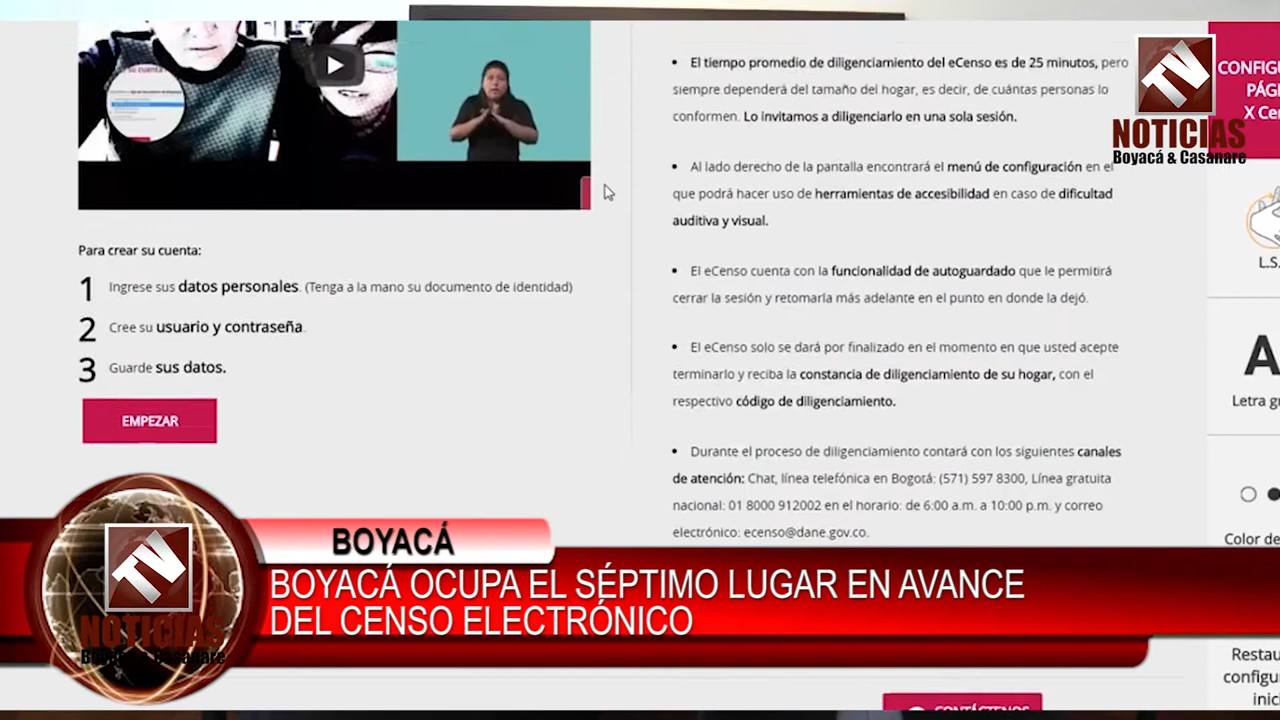 Para crear su cuenta:
1 Ingrese sus datos personales. (Tenga a la mano su documento de identidad)
2 Cree su usuario y contraseña.
3 Guarde sus datos.
EMPEZAR
• El tiempo promedio de diligenciamiento del eCenso es de 25 minutos, pero
siempre dependerá del tamaño del hogar, es decir, de cuántas personas lo
conformen. Lo invitamos a diligenciarlo en una sola sesión.
• Al lado derecho de la pantalla encontrará el menú de configuración en el
que podrá hacer uso de herramientas de accesibilidad en caso de dificultad
auditiva y visual.
• El eCenso cuenta con la funcionalidad de autoguardado que le permitirá
cerrar la sesión y retomarla más adelante en el punto en donde la dejó.
• El eCenso solo se dará por finalizado en el momento en que usted acepte
terminarlo y reciba la constancia de diligenciamiento de su hogar, con el
respectivo código de diligenciamiento.
• Durante el proceso de diligenciamiento contará con los siguientes canales
de atención: Chat, línea telefónica en Bogotá: (571) 597 8300, Línea gratuita
nacional: 01 8000 912002 en el horario: de 6:00 a.m. a 10:00 p.m. y correo
electrónico: ecenso@dane.gov.co.
CONTÁCTENOS
CONFIGU
PÁGI
X Cer
TV
NOTICIAS
Boyacá & Casanare
L.S.
A
Letra gr
Color de
Restau
configu
inic
TV
NOTICIAS
Boyacá & Casanare
BOYACÁ
BOYACÁ OCUPA EL SÉPTIMO LUGAR EN AVANCE
DEL CENSO ELECTRÓNICO